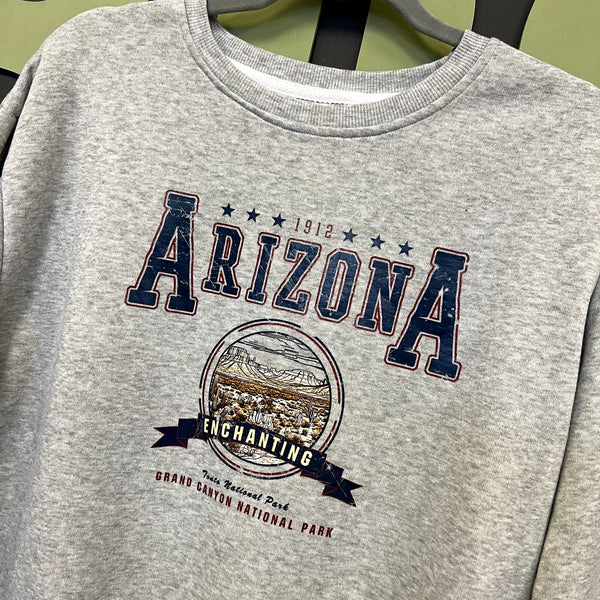 1912
ARIZONA
ENCHANTING
Tonto National Park
GRAND CANYON NATIONAL PARK